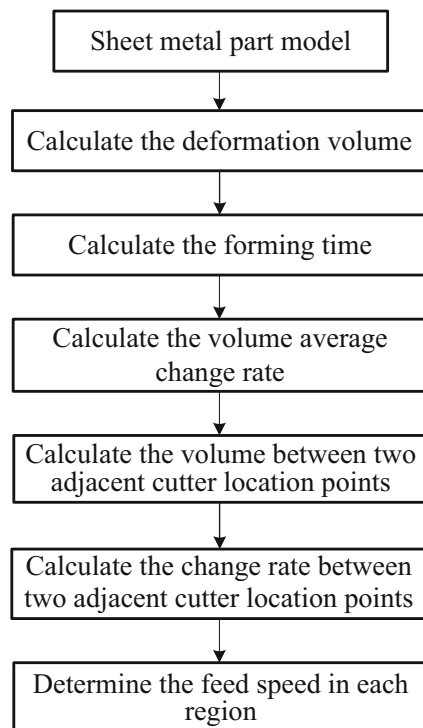 Sheet metal part model
Calculate the deformation volume
Calculate the forming time
Calculate the volume average
change rate
Calculate the volume between two
adjacent cutter location points
Calculate the change rate between
two adjacent cutter location points
Determine the feed speed in each
region